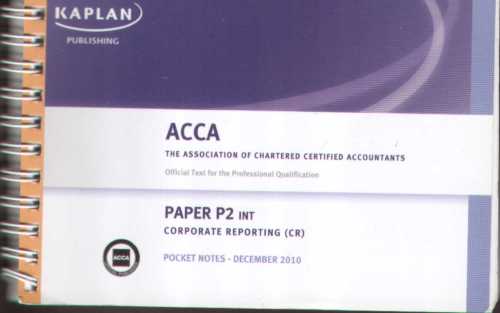 KAPLAN
PUBLISHING
ACCA
THE ASSOCIATION OF CHARTERED CERTIFIED ACCOUNTANTS
Official Text for the Professional Qualification
PAPER P2 INT
CORPORATE REPORTING (CR)
ACCA
POCKET NOTES - DECEMBER 2010